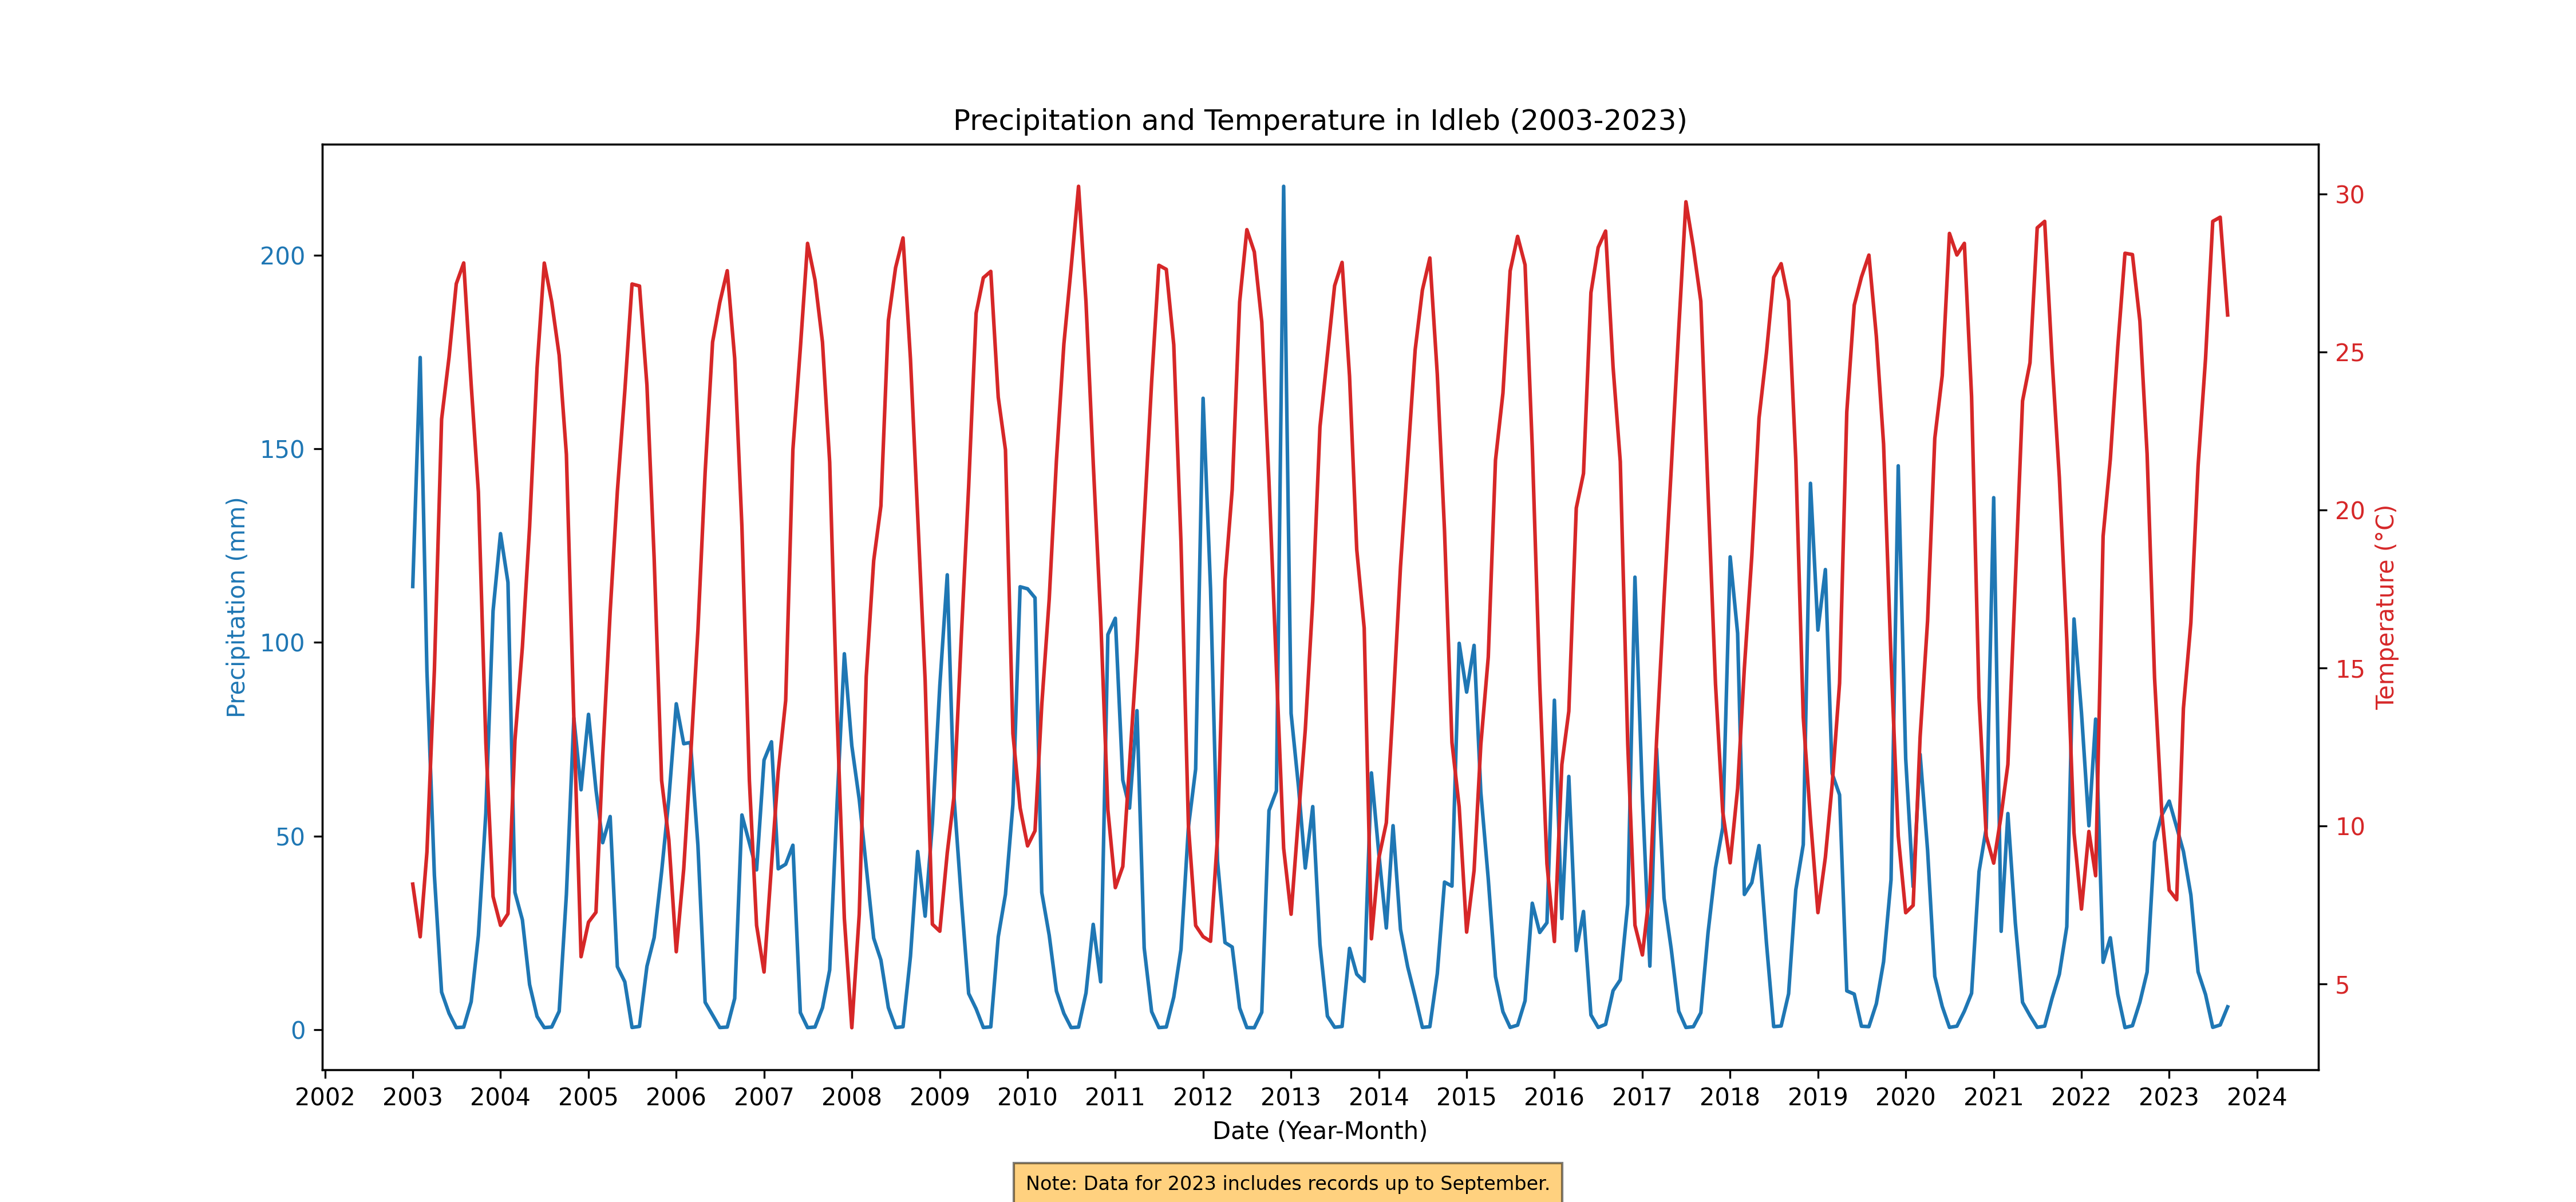 Precipitation and Temperature in Idleb (2003-2023)
Precipitation (mm)
200
150
100
50
0
30
25
20
15
10
5
Temperature (°C)
2002 2003 2004 2005 2006 2007 2008 2009 2010 2011 2012 2013 2014 2015 2016 2017 2018 2019 2020 2021 2022 2023 2024
Date (Year-Month)
Note: Data for 2023 includes records up to September.